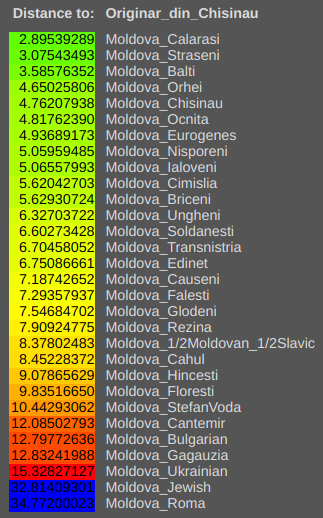 Distance to: Originar_din_Chisinau
2.89539289 Moldova_Calarasi
3.07543493 Moldova_Straseni
3.58576352 Moldova_Balti
4.65025806 Moldova_Orhei
4.76207938 Moldova_Chisinau
4.81762390 Moldova_Ocnita
4.93689173 Moldova_Eurogenes
5.05959485 Moldova_Nisporeni
5.06557993 Moldova_Ialoveni
5.62042703 Moldova_Cimislia
5.62930724 Moldova_Briceni
6.32703722 Moldova_Ungheni
6.60273428 Moldova_Soldanesti
6.70458052 Moldova_Transnistria
6.75086661 Moldova_Edinet
7.18742652 Moldova_Causeni
7.29357937 Moldova_Falesti
7.54684702 Moldova_Glodeni
7.90924775 Moldova_Rezina
8.37802483 Moldova_1/2Moldovan_1/2Slavic
8.45228372 Moldova_Cahul
9.07865629 Moldova_Hincesti
9.83516650 Moldova_Floresti
10.44293062 Moldova_StefanVoda
12.08502793 Moldova_Cantemir
12.79772636 Moldova_Bulgarian
12.83241988 Moldova_Gagauzia
15.32827127 Moldova_Ukrainian
32.81409301 Moldova_Jewish
34.77200023 Moldova_Roma